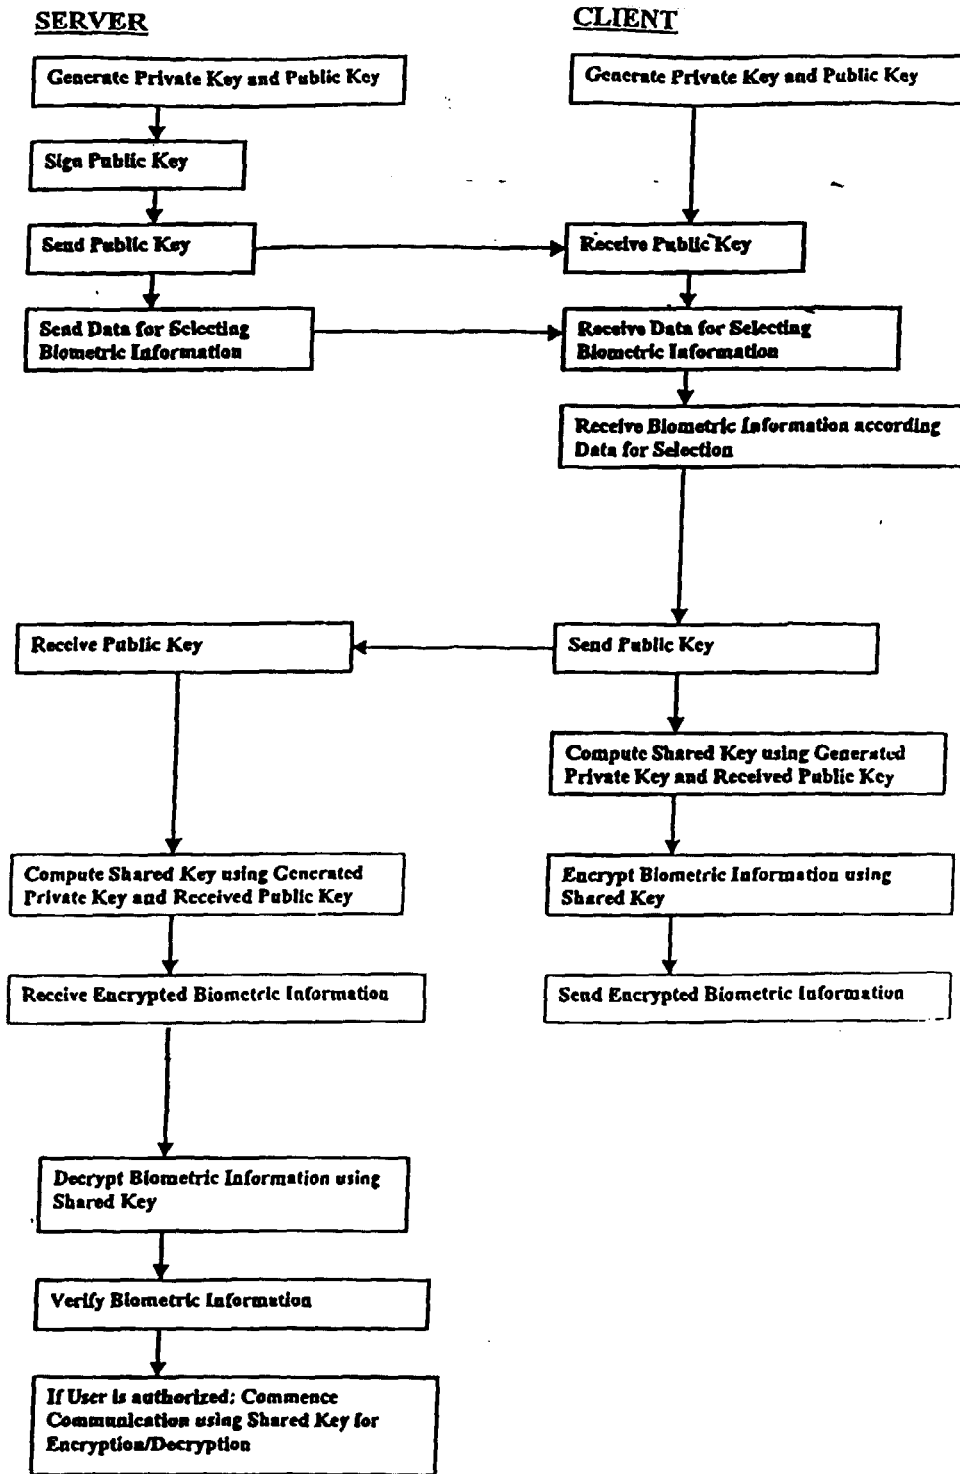 SERVER
CLIENT
Generate Private Key and Public Key
Generate Private Key and Public Key
Sign Public Key
Send Public Key
Receive Public Key
Send Data for Selecting
Biometric Information
Receive Data for Selecting
Biometric Information
Receive Biometric Information according
Data for Selection
Receive Public Key
Send Public Key
Compute Shared Key using Generated
Private Key and Received Public Key
Compute Shared Key using Generated
Private Key and Received Public Key
Encrypt Biometric Information using
Shared Key
Receive Encrypted Biometric Information
Send Encrypted Biometric Information
Decrypt Biometric Information using
Shared Key
Verify Biometric Information
If User is authorized: Commence
Communication using Shared Key for
Encryption/Decryption